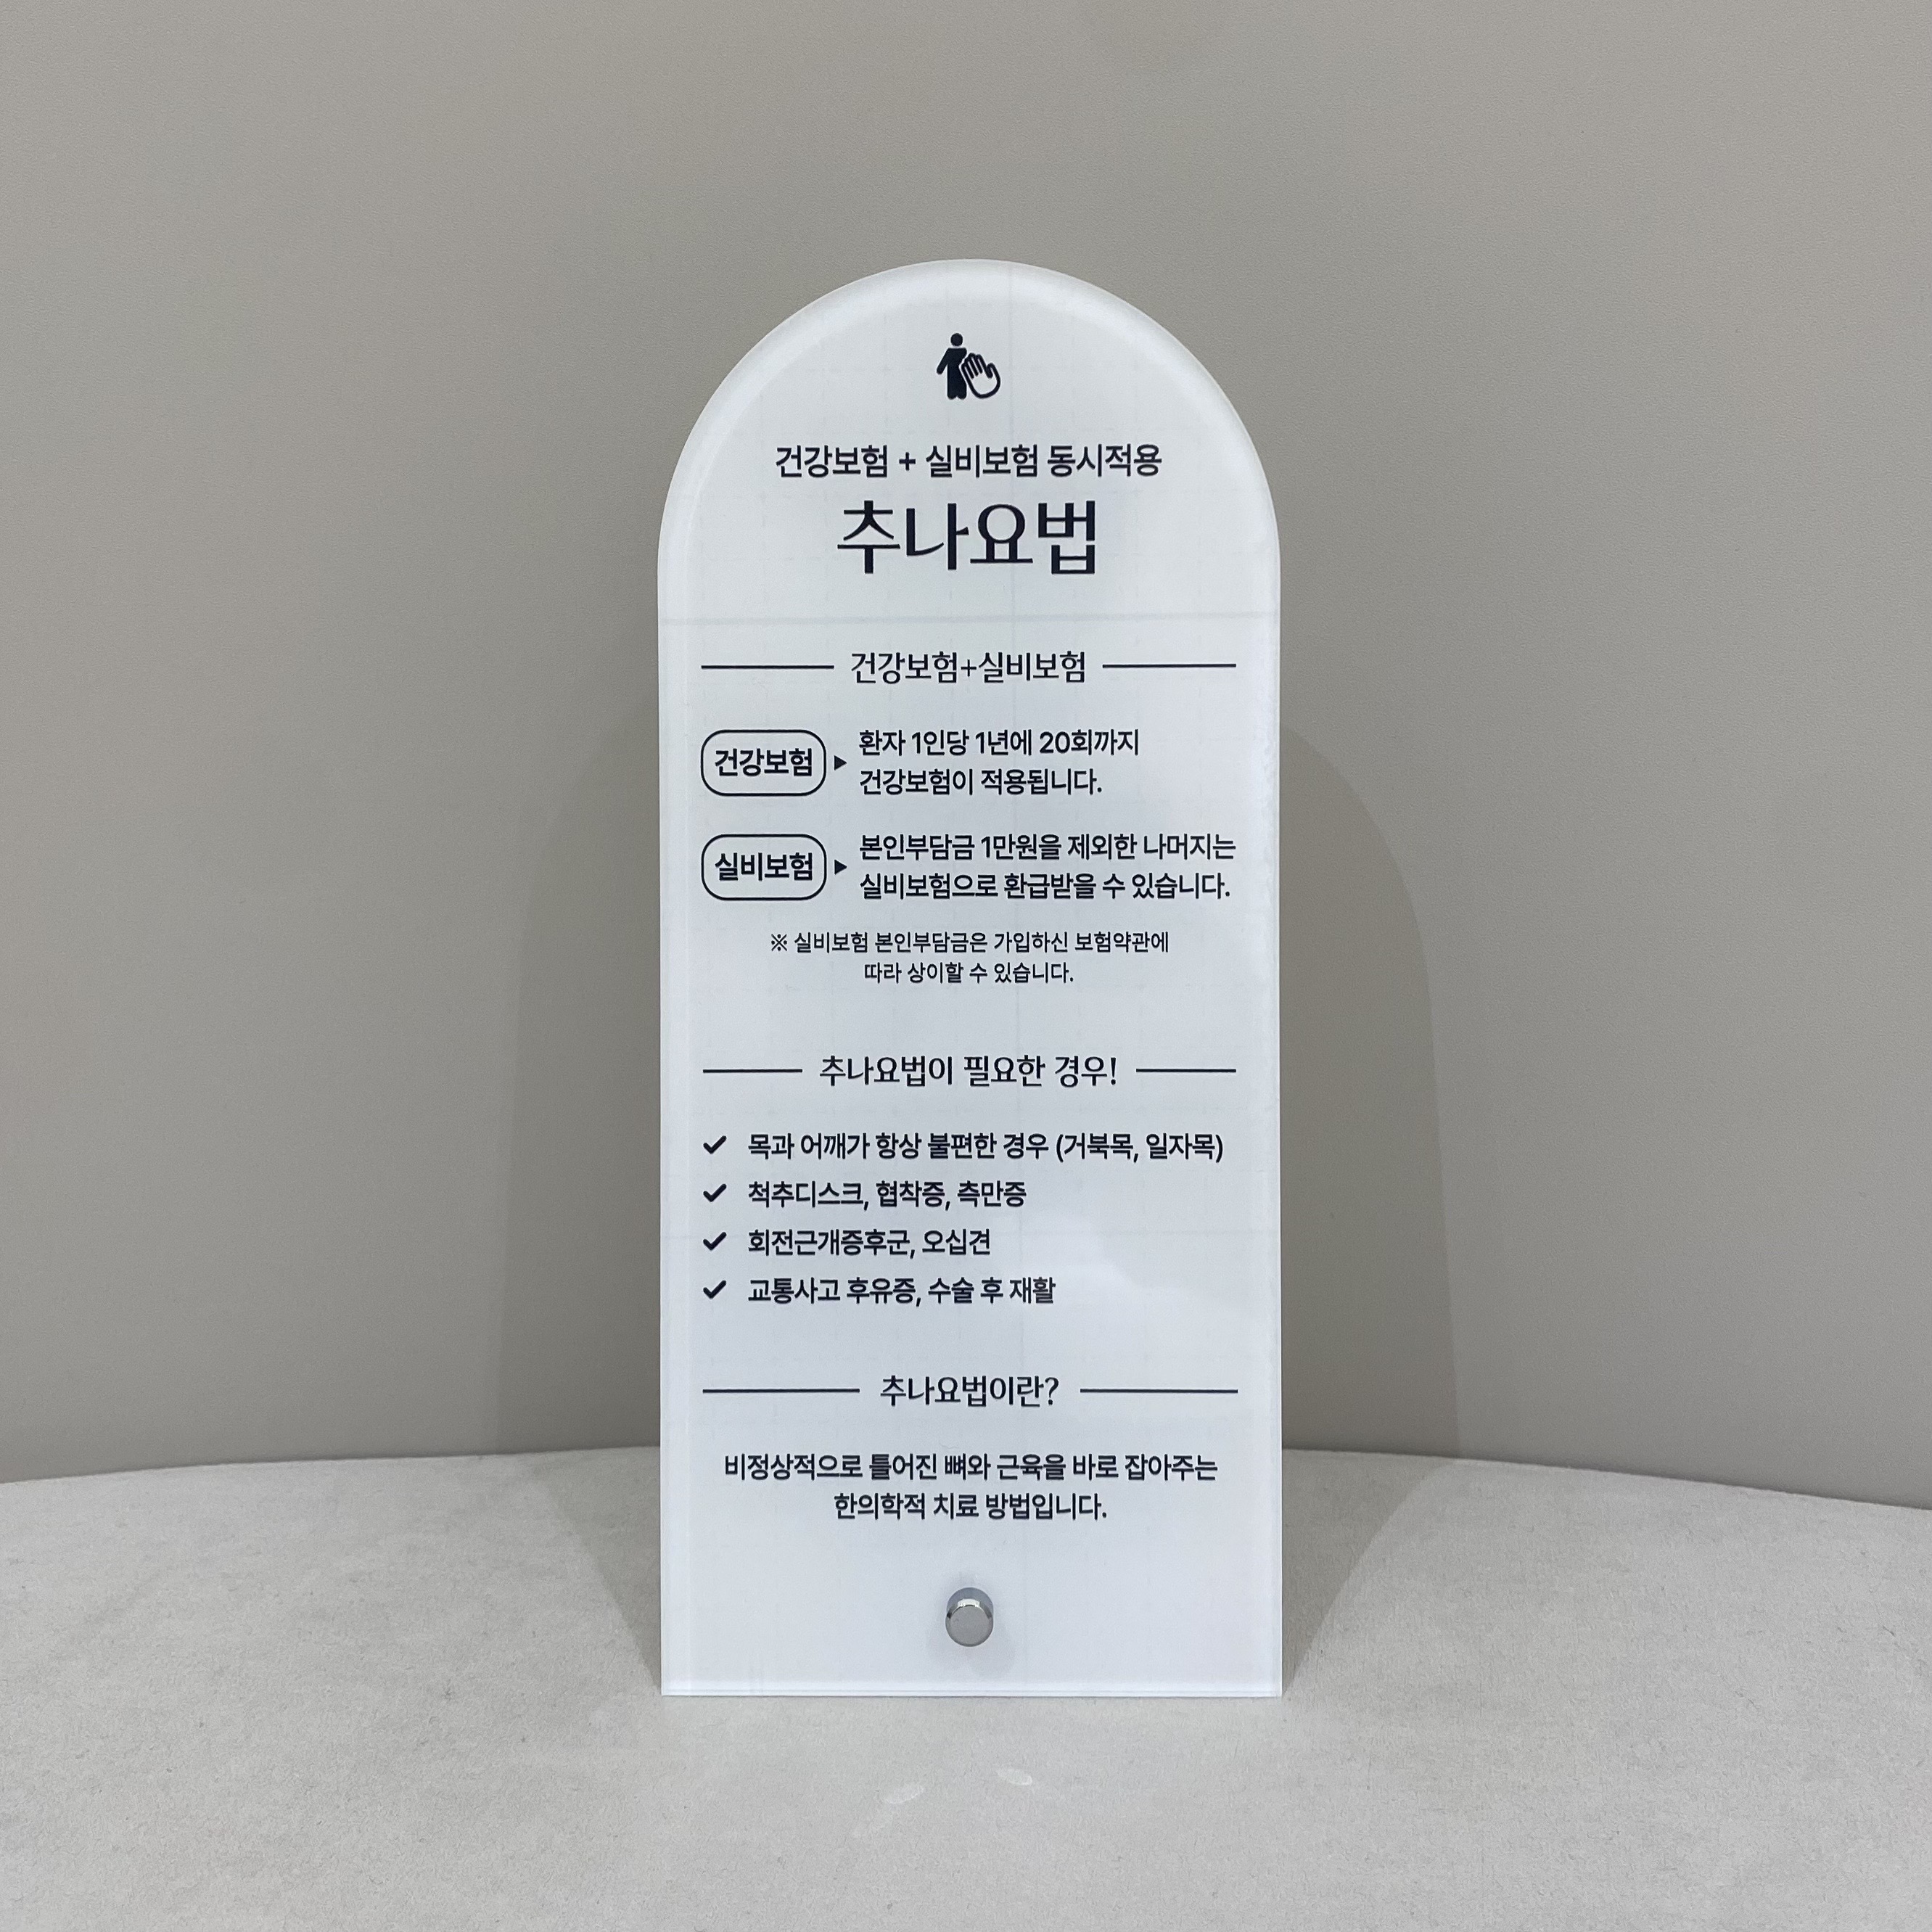 건강보험 + 실비보험 동시적용
추나요법
건강보험+실비보험
건강보험 ▶ 환자 1인당 1년에 20회까지
건강보험이 적용됩니다.
실비보험 ▶ 본인부담금 1만원을 제외한 나머지는
실비보험으로 환급받을 수 있습니다.
※ 실비보험 본인부담금은 가입하신 보험약관에
따라 상이할 수 있습니다.
추나요법이 필요한 경우!
✓ 목과 어깨가 항상 불편한 경우 (거북목, 일자목)
✓ 척추디스크, 협착증, 측만증
✓ 회전근개증후군, 오십견
✓ 교통사고 후유증, 수술 후 재활
추나요법이란?
비정상적으로 틀어진 뼈와 근육을 바로 잡아주는
한의학적 치료 방법입니다.